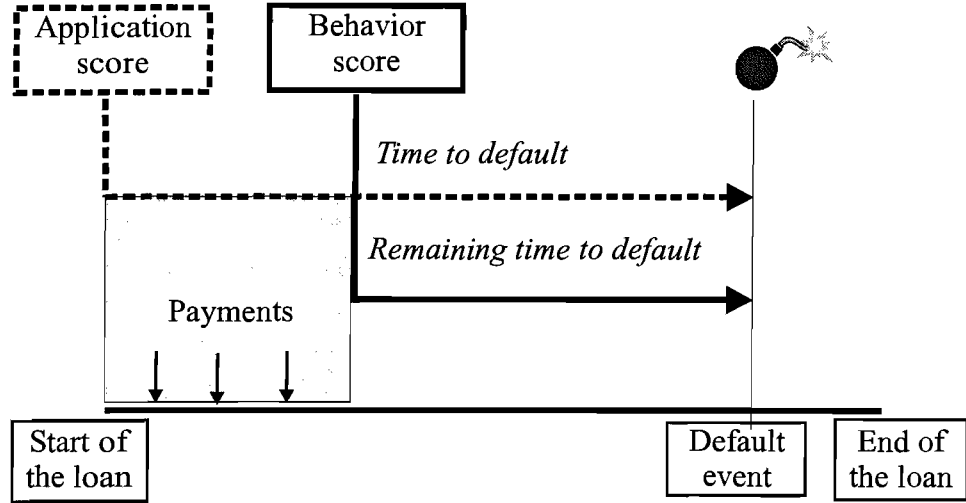 Application
score
Behavior
score
Time to default
Remaining time to default
Payments
Start of
the loan
Default
event
End of
the loan